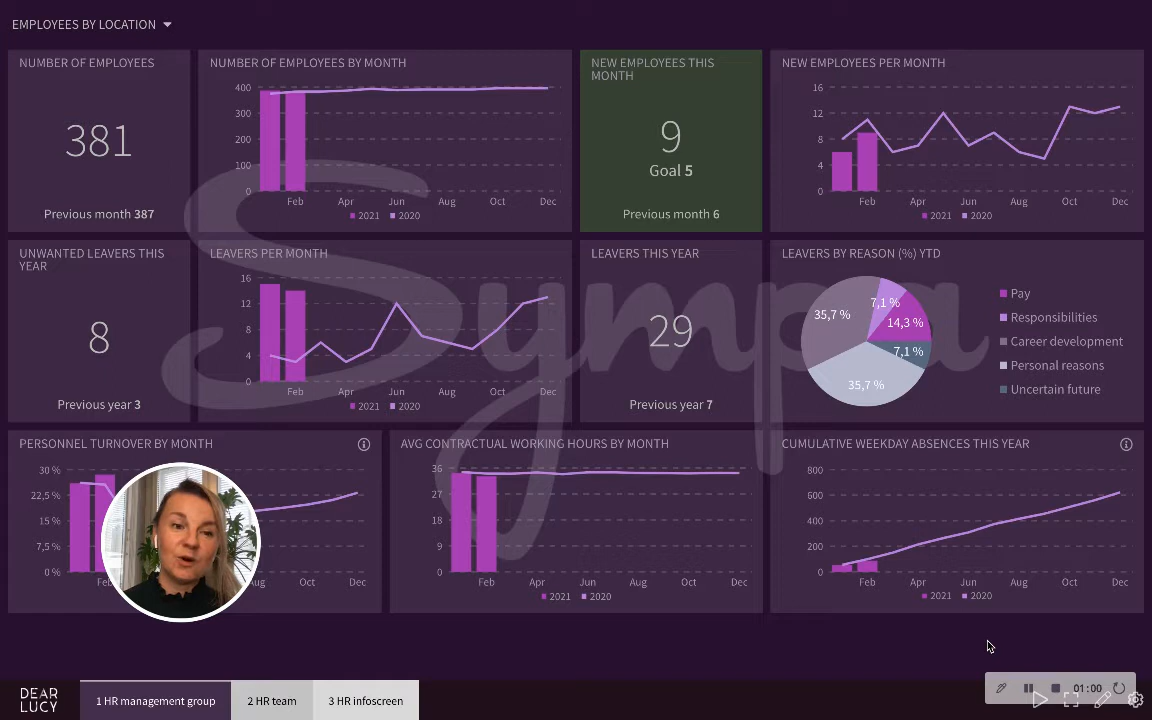 EMPLOYEES BY LOCATION
NUMBER OF EMPLOYEES
381
Previous month 387
NUMBER OF EMPLOYEES BY MONTH
400
300
200
100
0
Feb Apr Jun Aug Oct Dec
2021 2020
NEW EMPLOYEES THIS
MONTH
9
Goal 5
Previous month 6
NEW EMPLOYEES PER MONTH
16
12
8
4
0
Feb Apr Jun Aug Oct Dec
2021 2020
UNWANTED LEAVERS THIS
YEAR
8
Previous year 3
LEAVERS PER MONTH
16
12
8
4
0
Feb Apr Jun Aug Oct Dec
2021 2020
LEAVERS THIS YEAR
29
Previous year 7
LEAVERS BY REASON (%) YTD
7,1 %
35,7 %
14,3 %
7,1 %
35,7 %
Pay
Responsibilities
Career development
Personal reasons
Uncertain future
Sympa
PERSONNEL TURNOVER BY MONTH
30 %
22,5 %
15 %
7,5 %
0 %
Oct Dec
AVG CONTRACTUAL WORKING HOURS BY MONTH
36
27
18
9
0
Feb Apr Jun Aug Oct Dec
2021 2020
CUMULATIVE WEEKDAY ABSENCES THIS YEAR
800
600
400
200
0
Feb Apr Jun Aug Oct Dec
2021 2020
DEAR
LUCY
1 HR management group
2 HR team
3 HR infoscreen
01:00